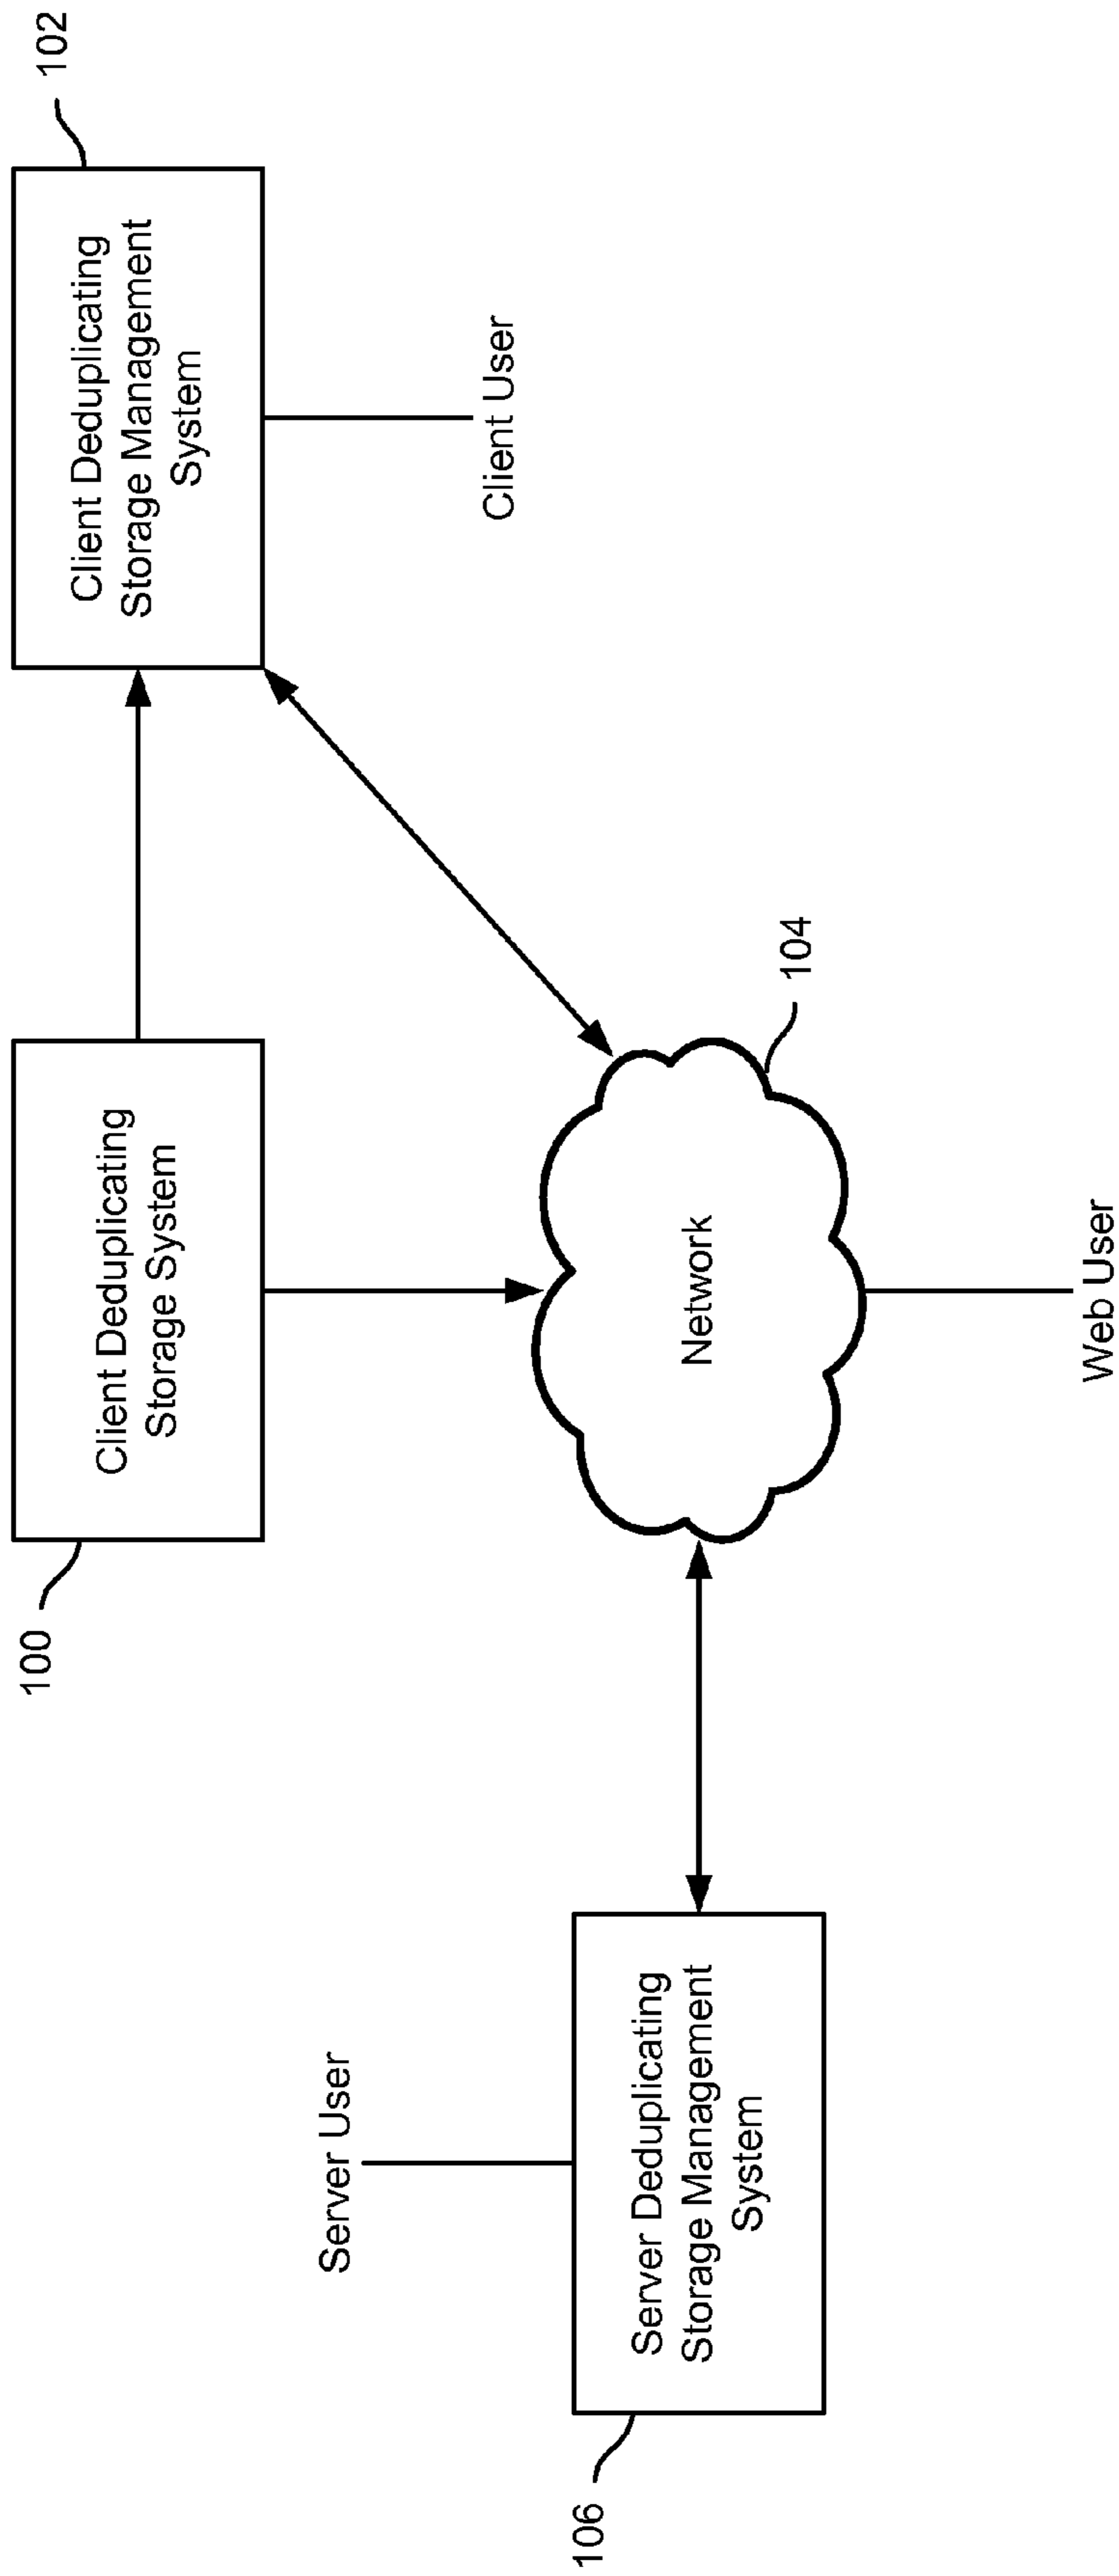 100
Client Deduplicating
Storage System
Client Deduplicating
Storage Management
System
102
Client User
Server User
Server Deduplicating
Storage Management
System
106
Network
104
Web User